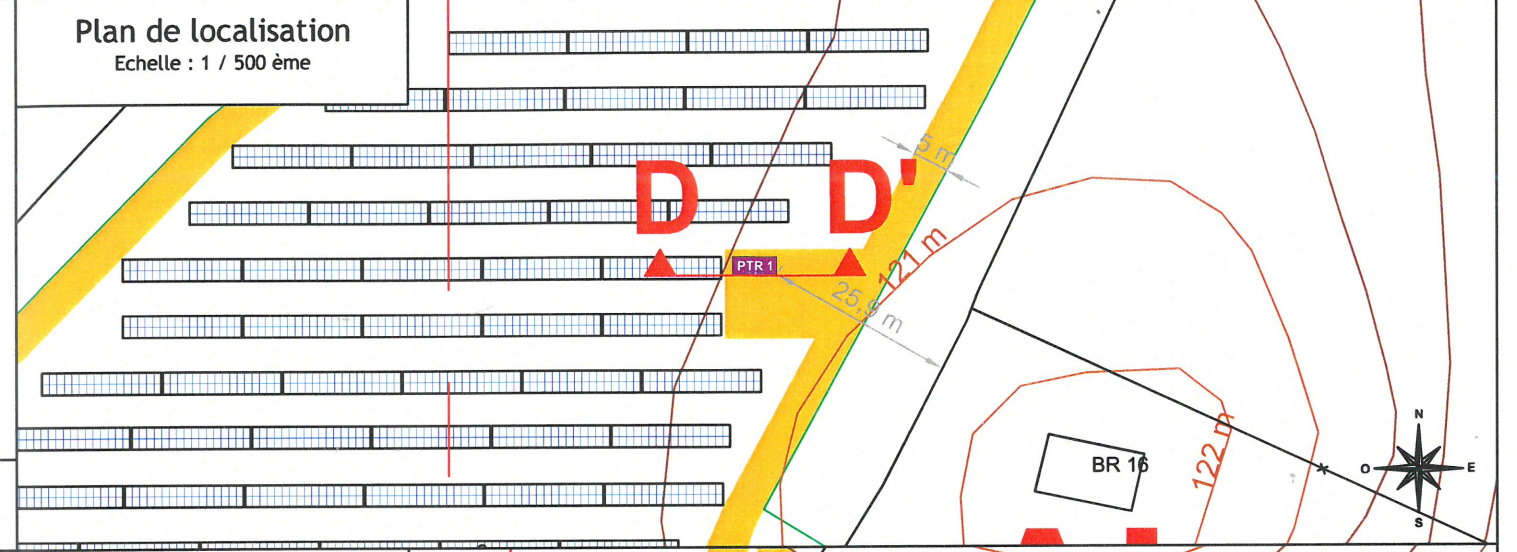 Plan de localisation
Echelle : 1 / 500 ème
5 m
D
D'
121 m
PTR 1
25,9 m
122 m
BR 16
N
O
E
S